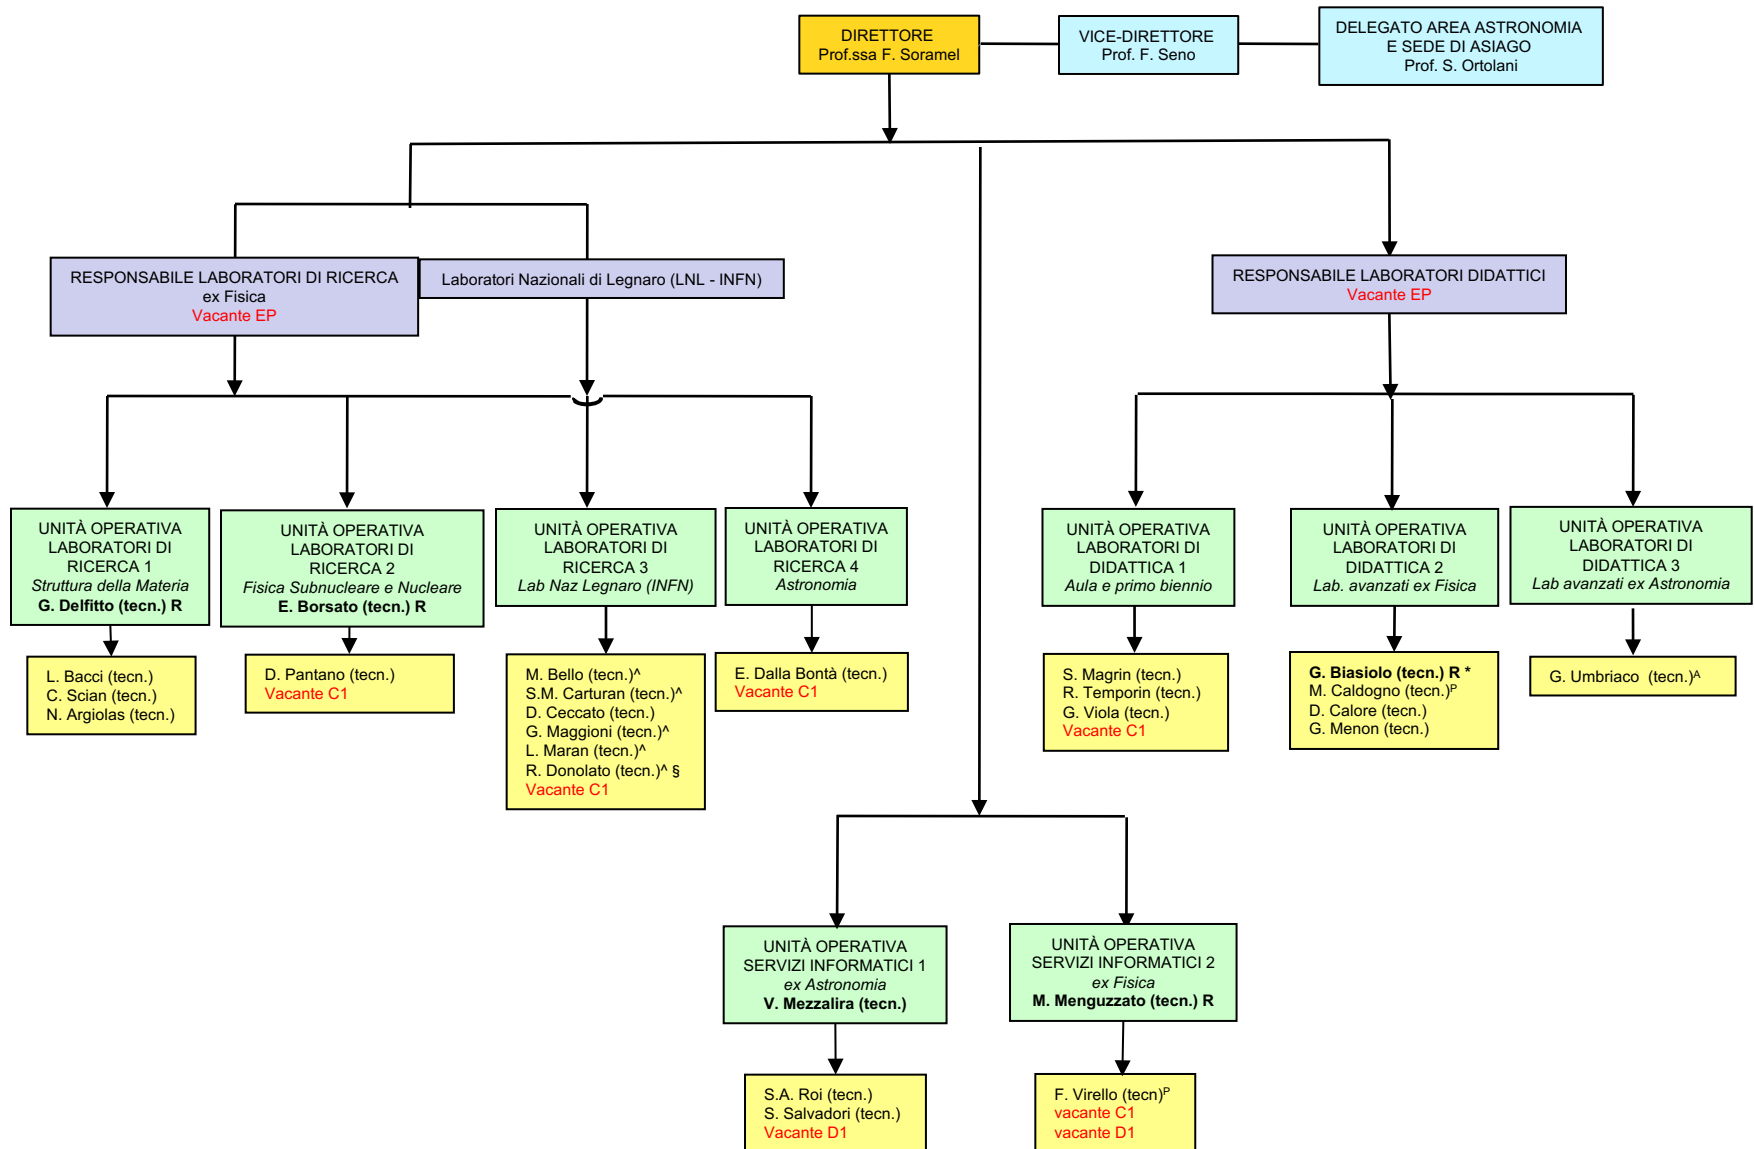 DIRETTORE
Prof.ssa F. Soramel
VICE-DIRETTORE
Prof. F. Seno
DELEGATO AREA ASTRONOMIA
E SEDE DI ASIAGO
Prof. S. Ortolani
RESPONSABILE LABORATORI DI RICERCA
ex Fisica
Vacante EP
Laboratori Nazionali di Legnaro (LNL - INFN)
RESPONSABILE LABORATORI DIDATTICI
Vacante EP
UNITÀ OPERATIVA
LABORATORI DI
RICERCA 1
Struttura della Materia
G. Delfitto (tecn.) R
UNITÀ OPERATIVA
LABORATORI DI
RICERCA 2
Fisica Subnucleare e Nucleare
E. Borsato (tecn.) R
UNITÀ OPERATIVA
LABORATORI DI
RICERCA 3
Lab Naz Legnaro (INFN)
UNITÀ OPERATIVA
LABORATORI DI
RICERCA 4
Astronomia
UNITÀ OPERATIVA
LABORATORI DI
DIDATTICA 1
Aula e primo biennio
UNITÀ OPERATIVA
LABORATORI DI
DIDATTICA 2
Lab. avanzati ex Fisica
UNITÀ OPERATIVA
LABORATORI DI
DIDATTICA 3
Lab avanzati ex Astronomia
L. Bacci (tecn.)
C. Scian (tecn.)
N. Argiolas (tecn.)
D. Pantano (tecn.)
Vacante C1
M. Bello (tecn.)^
S.M. Carturan (tecn.)^
D. Ceccato (tecn.)
G. Maggioni (tecn.)^
L. Maran (tecn.)^
R. Donolato (tecn.)^ §
Vacante C1
E. Dalla Bontà (tecn.)
Vacante C1
S. Magrin (tecn.)
R. Temporin (tecn.)
G. Viola (tecn.)
Vacante C1
G. Biasiolo (tecn.) R *
M. Caldogno (tecn.)ᴾ
D. Calore (tecn.)
G. Menon (tecn.)
G. Umbriaco (tecn.)ᴬ
UNITÀ OPERATIVA
SERVIZI INFORMATICI 1
ex Astronomia
V. Mezzalira (tecn.)
UNITÀ OPERATIVA
SERVIZI INFORMATICI 2
ex Fisica
M. Menguzzato (tecn.) R
S.A. Roi (tecn.)
S. Salvadori (tecn.)
Vacante D1
F. Virello (tecn)ᴾ
vacante C1
vacante D1